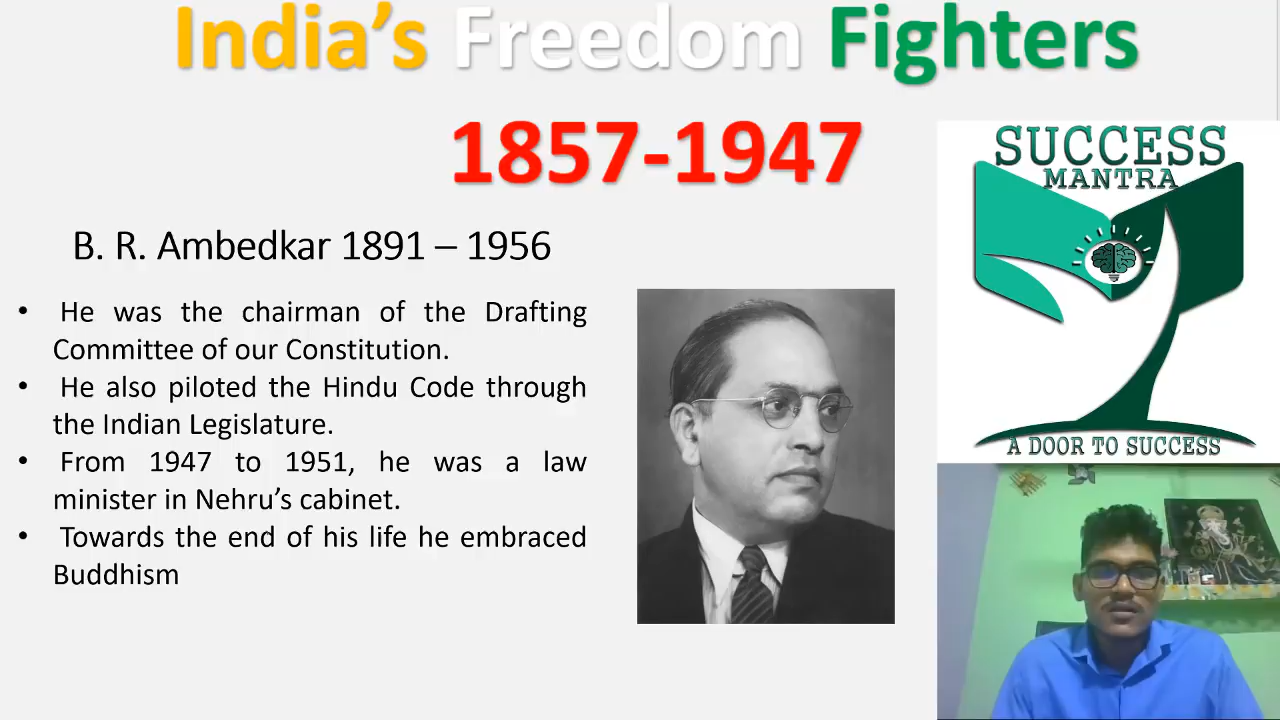 India's Freedom Fighters
1857-1947
SUCCESS
MANTRA
B. R. Ambedkar 1891 – 1956
• He was the chairman of the Drafting
Committee of our Constitution.
• He also piloted the Hindu Code through
the Indian Legislature.
• From 1947 to 1951, he was a law
minister in Nehru's cabinet.
• Towards the end of his life he embraced
Buddhism
A DOOR TO SUCCESS